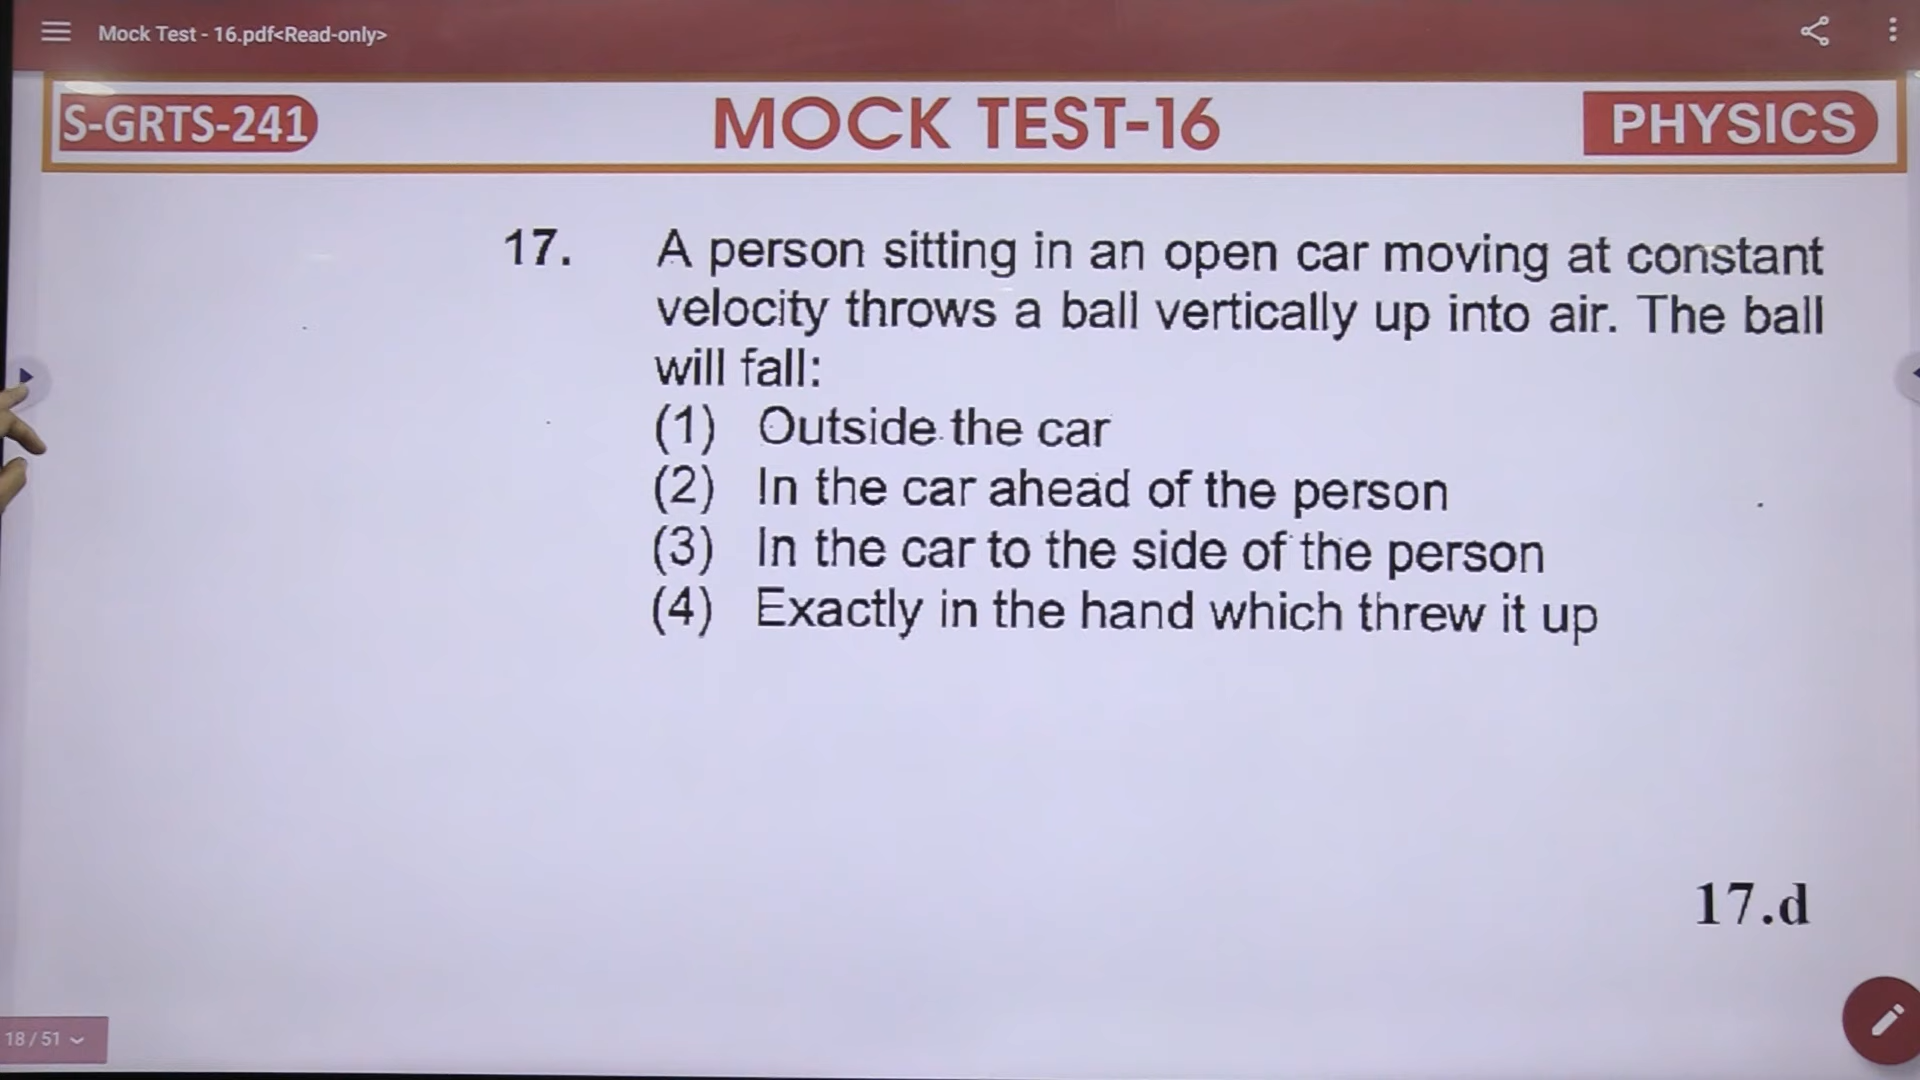 Mock Test - 16.pdf<Read-only>
S-GRTS-241
MOCK TEST-16
PHYSICS
17. A person sitting in an open car moving at constant
velocity throws a ball vertically up into air. The ball
will fall:
(1) Outside the car
(2) In the car ahead of the person
(3) In the car to the side of the person
(4) Exactly in the hand which threw it up
17.d
18 / 51